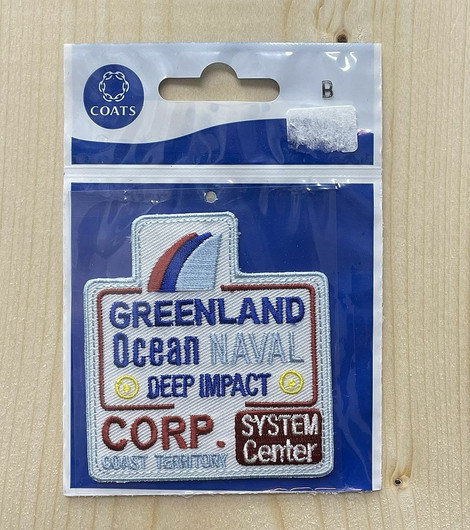 COATS
B
GREENLAND
Ocean NAVAL
DEEP IMPACT
CORP.
COAST TERRITORY
SYSTEM
Center